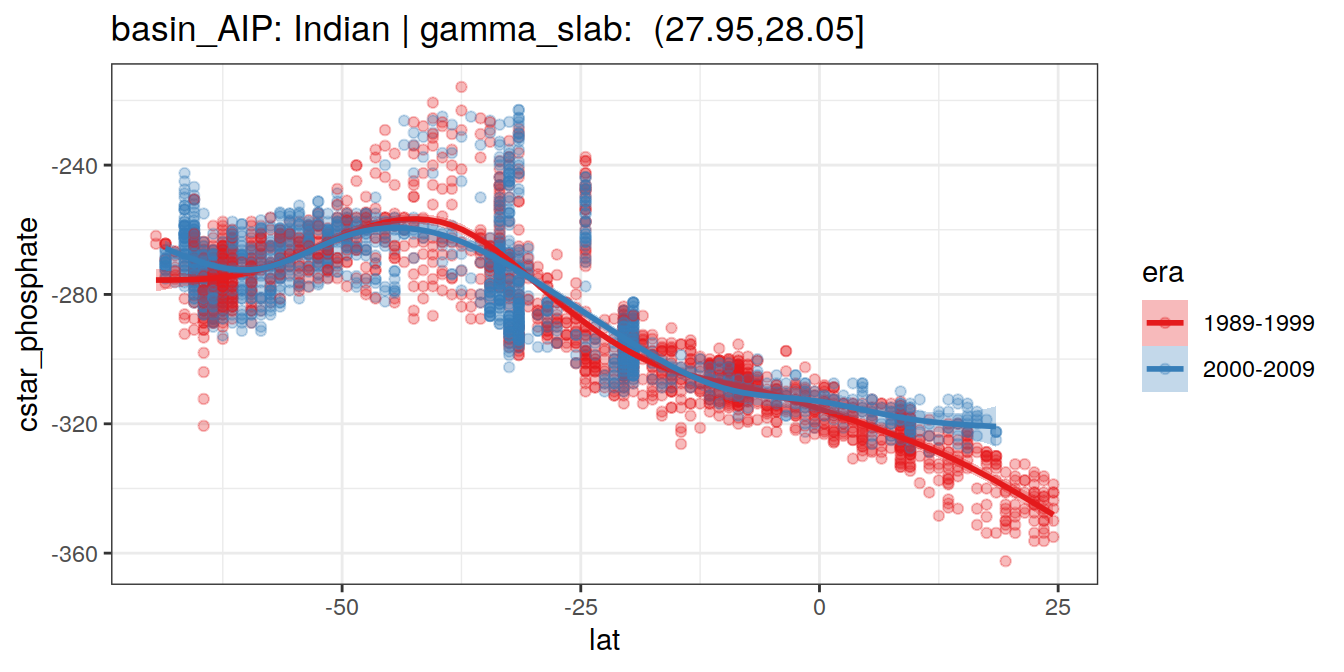 basin_AIP: Indian | gamma_slab:  (27.95,28.05]
cstar_phosphate
-240
-280
-320
-360
-50
-25
0
25
lat
era
1989-1999
2000-2009